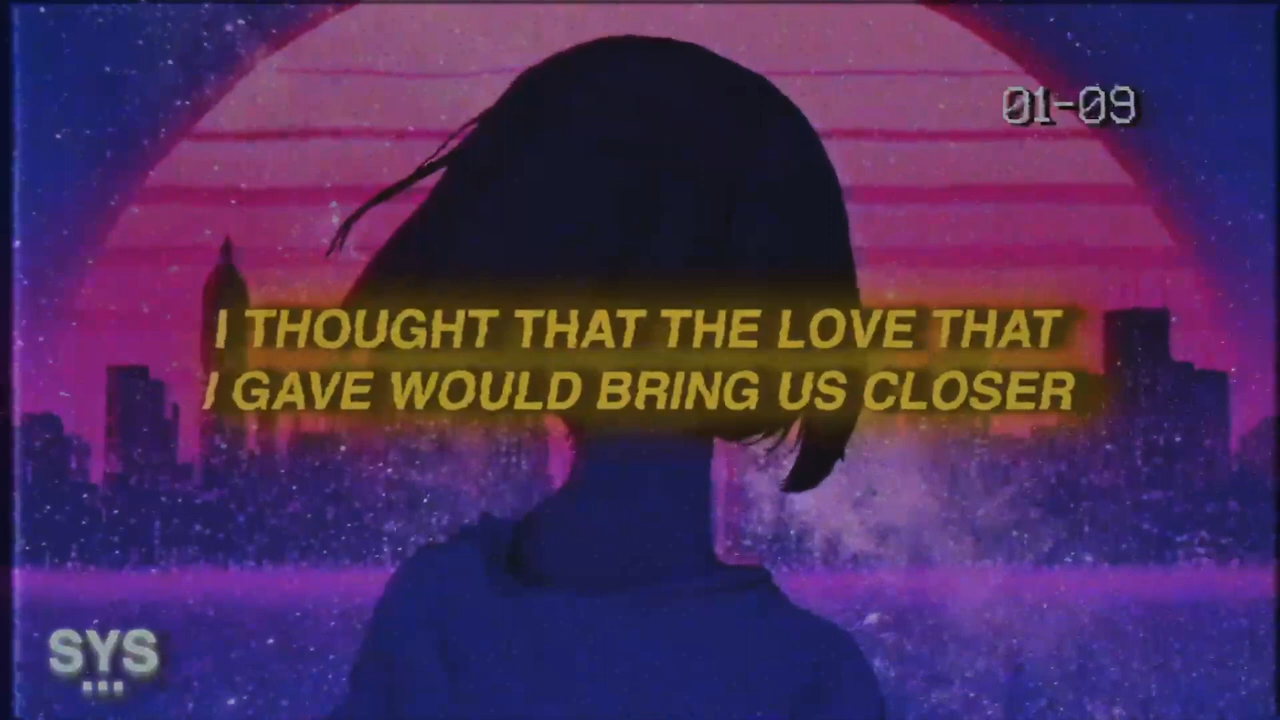 01-09
I THOUGHT THAT THE LOVE THAT
I GAVE WOULD BRING US CLOSER
SYS
...